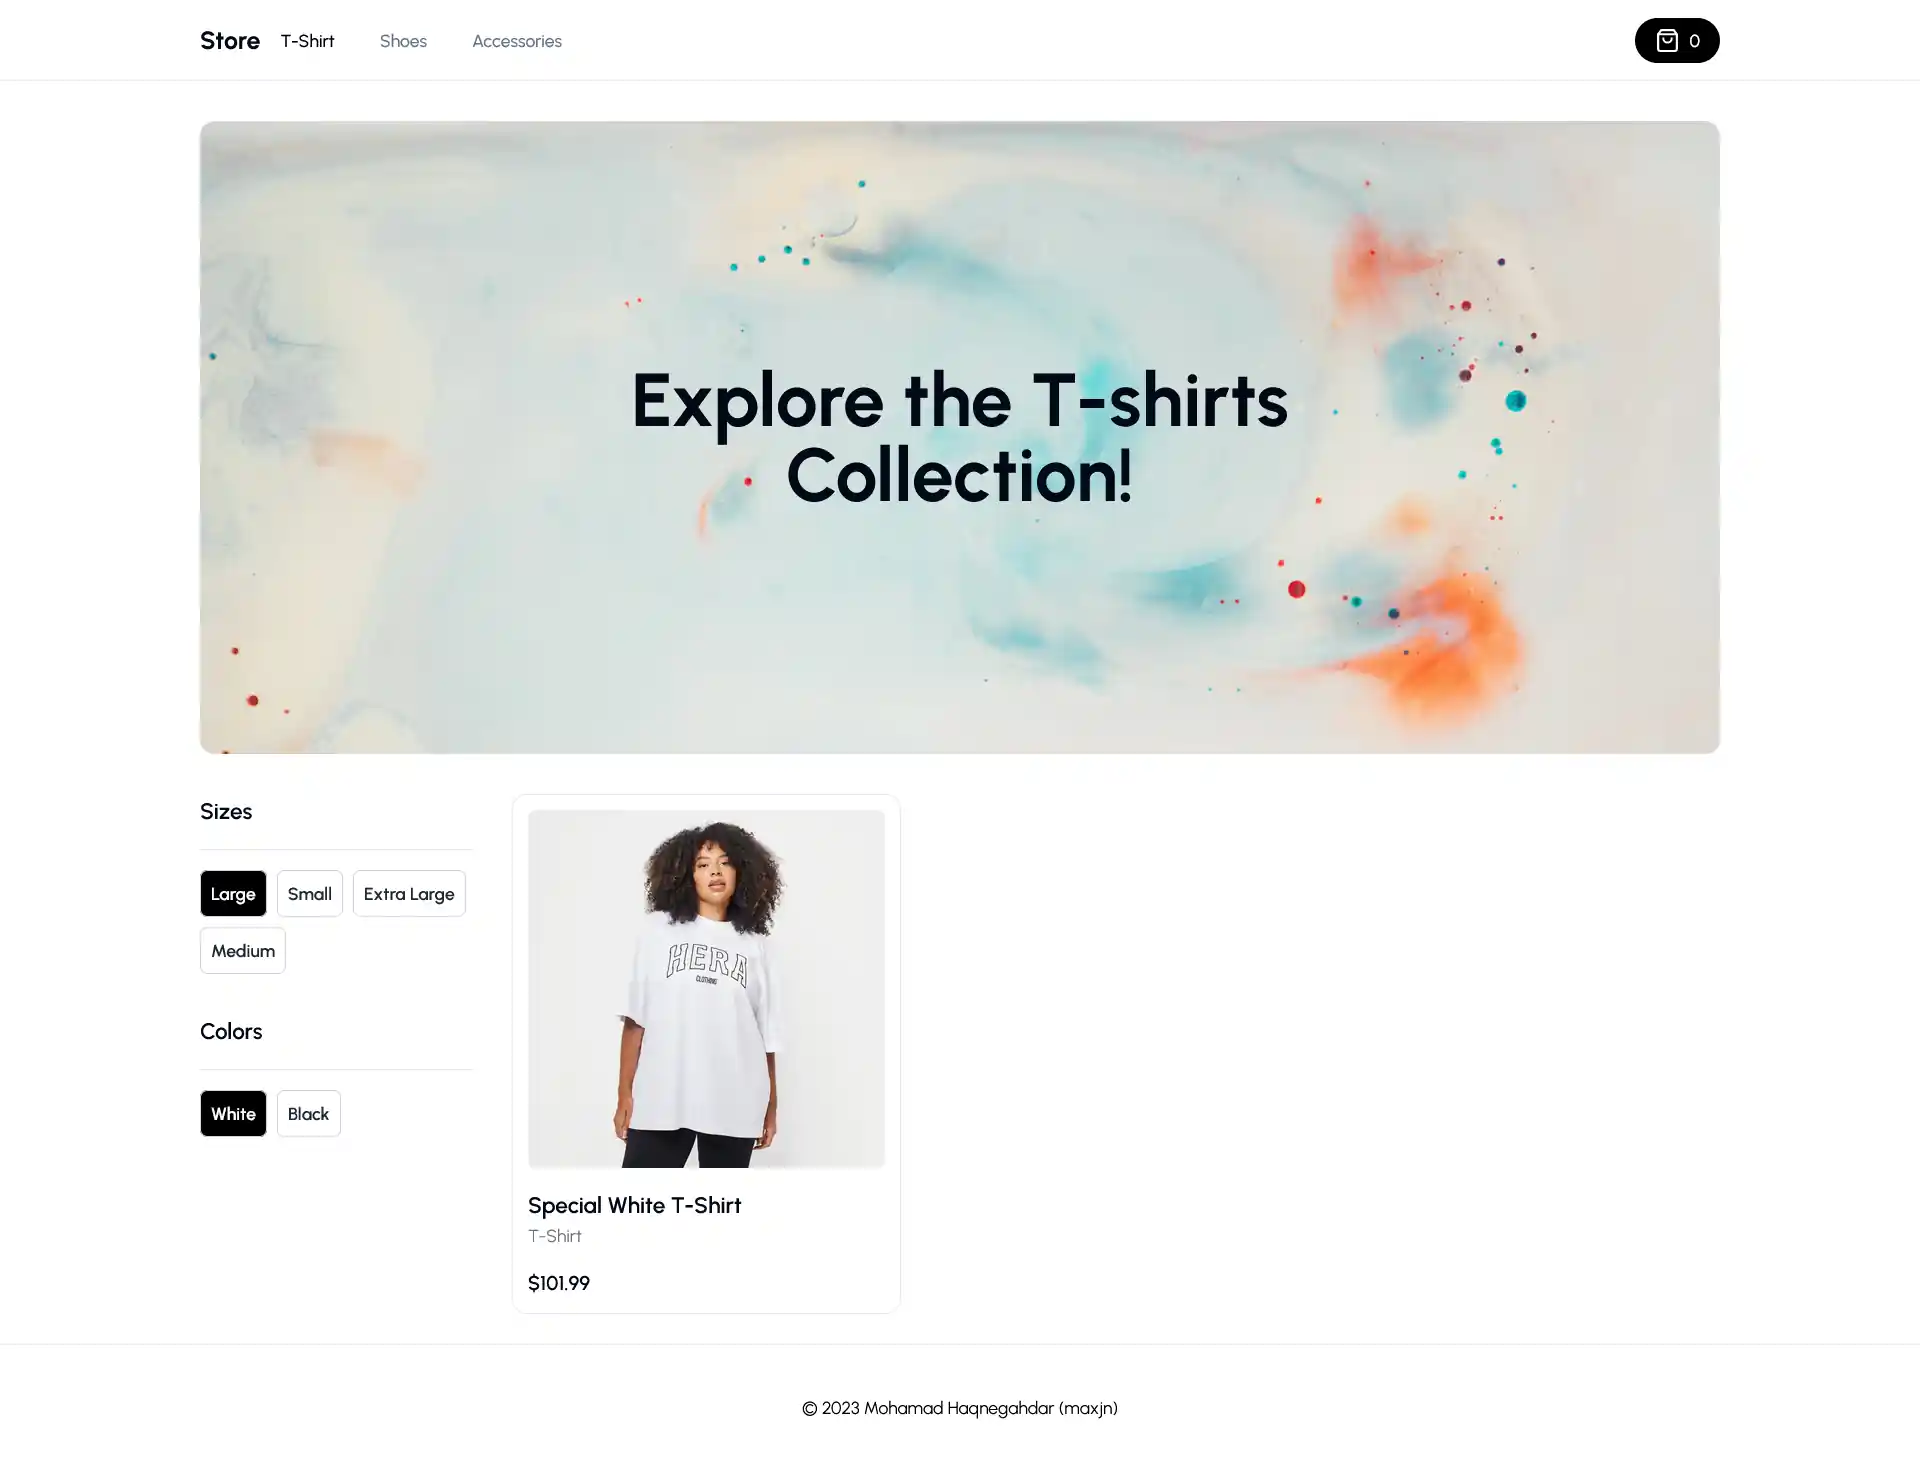 Store T-Shirt Shoes Accessories 0
Explore the T-shirts
Collection!
Sizes
Large Small Extra Large
Medium
Colors
White Black
HERA
CLOTHING
Special White T-Shirt
T-Shirt
$101.99
© 2023 Mohamad Haqnegahdar (maxjn)